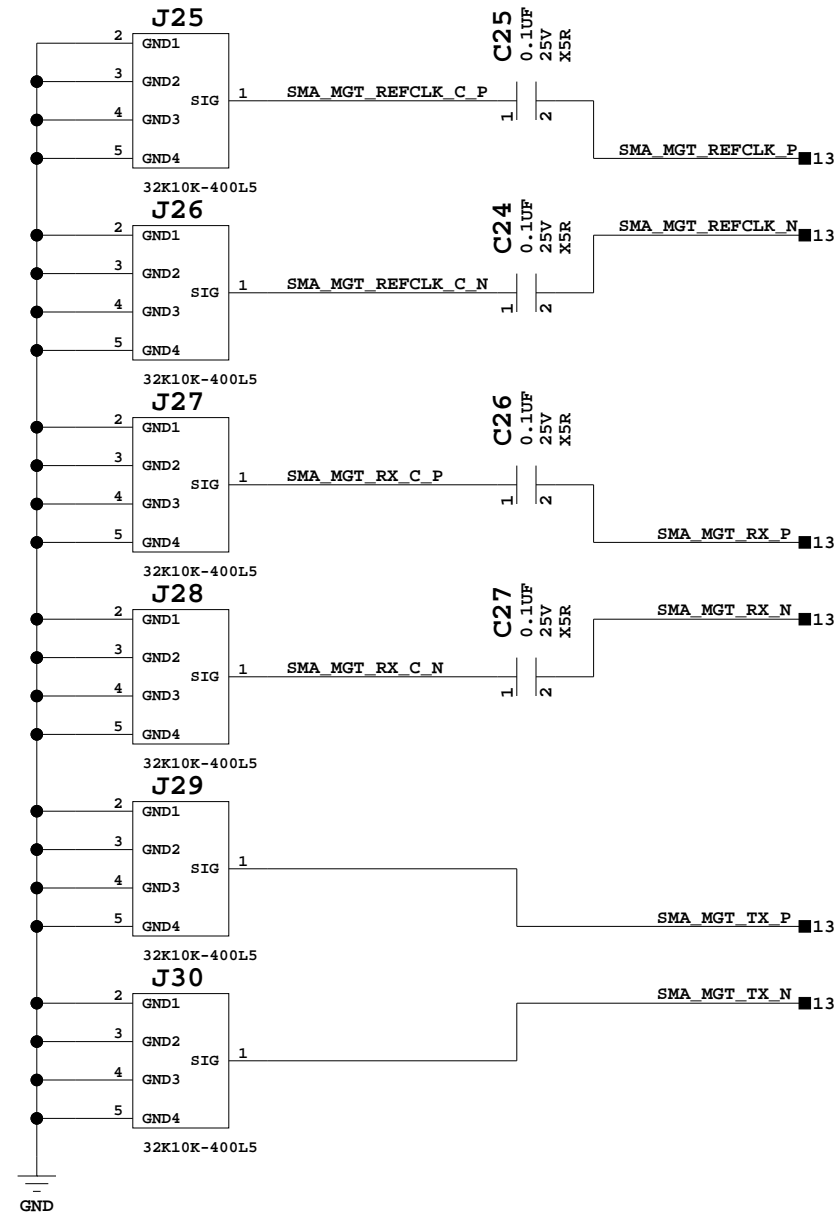 J25
2 GND1
3 GND2
SIG 1
4 GND3
5 GND4
32K10K-400L5
SMA_MGT_REFCLK_C_P
C25
0.1UF
25V
X5R
1 2
SMA_MGT_REFCLK_P 13
J26
2 GND1
3 GND2
SIG 1
4 GND3
5 GND4
32K10K-400L5
SMA_MGT_REFCLK_C_N
C24
0.1UF
25V
X5R
1 2
SMA_MGT_REFCLK_N 13
J27
2 GND1
3 GND2
SIG 1
4 GND3
5 GND4
32K10K-400L5
SMA_MGT_RX_C_P
C26
0.1UF
25V
X5R
1 2
SMA_MGT_RX_P 13
J28
2 GND1
3 GND2
SIG 1
4 GND3
5 GND4
32K10K-400L5
SMA_MGT_RX_C_N
C27
0.1UF
25V
X5R
1 2
SMA_MGT_RX_N 13
J29
2 GND1
3 GND2
SIG 1
4 GND3
5 GND4
32K10K-400L5
SMA_MGT_TX_P 13
J30
2 GND1
3 GND2
SIG 1
4 GND3
5 GND4
32K10K-400L5
SMA_MGT_TX_N 13
GND